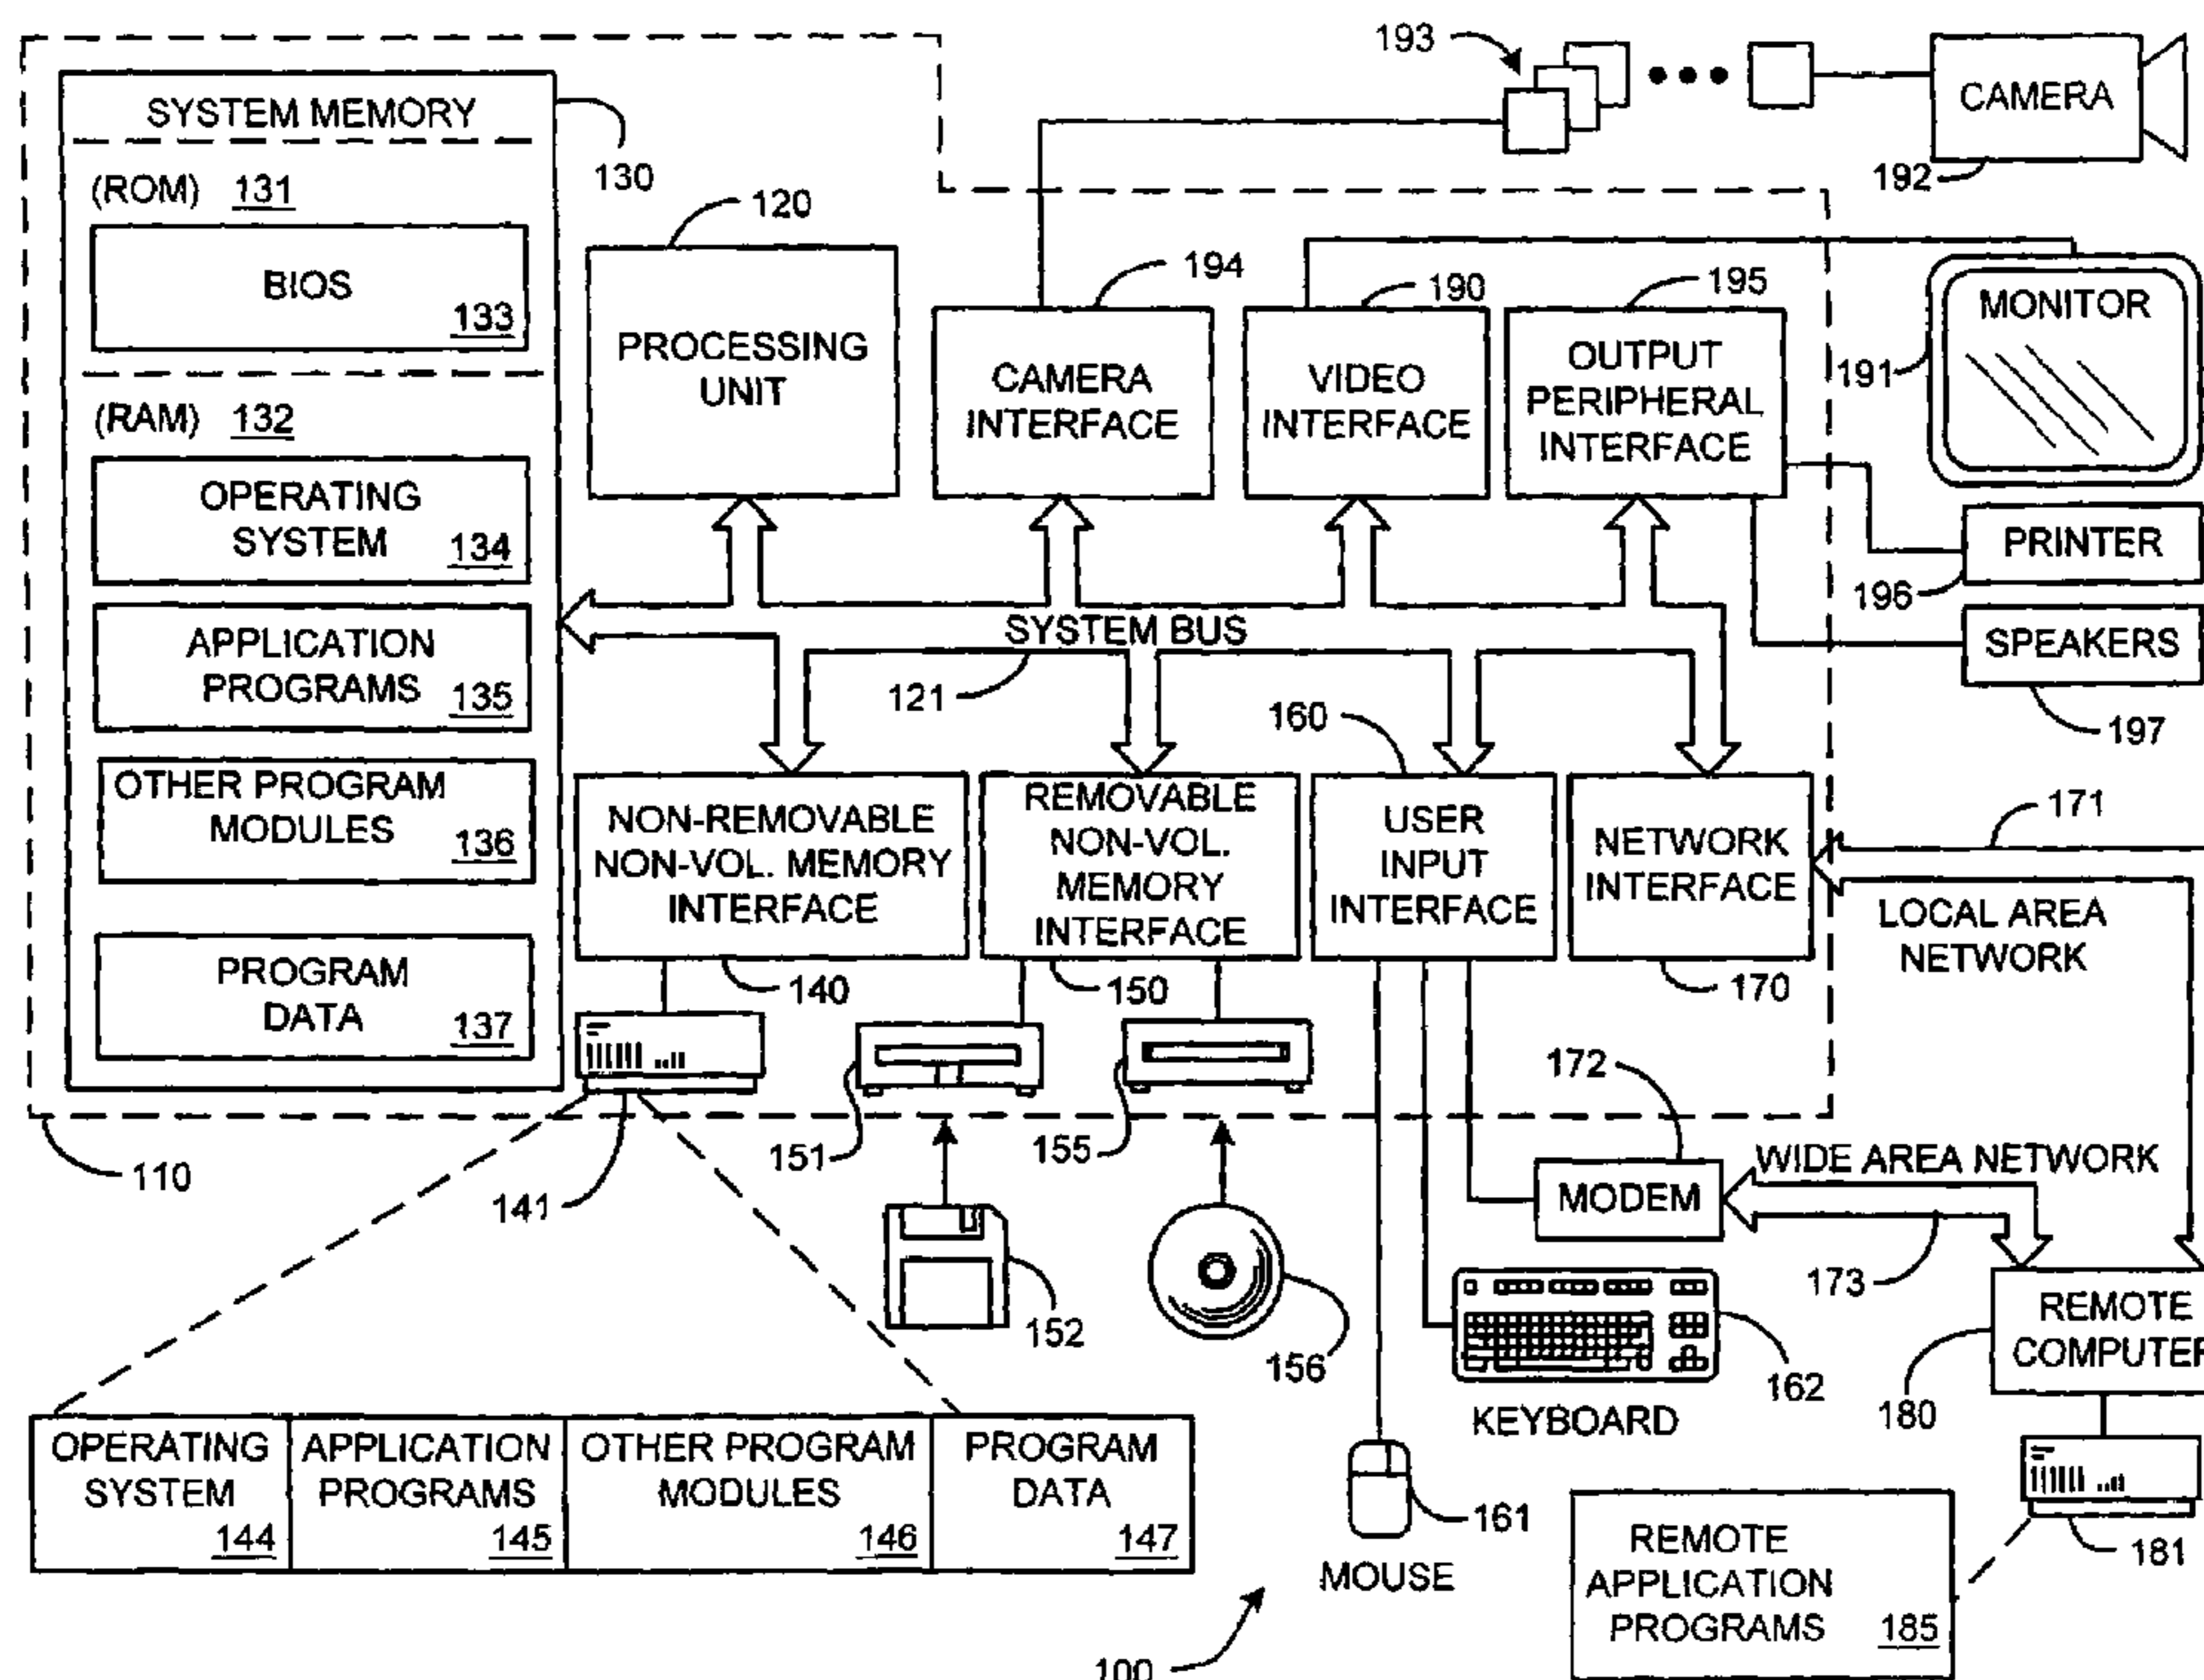 193
CAMERA
192
SYSTEM MEMORY
130
(ROM) 131
BIOS
133
(RAM) 132
OPERATING
SYSTEM
134
APPLICATION
PROGRAMS
135
OTHER PROGRAM
MODULES
136
PROGRAM
DATA
137
120
PROCESSING
UNIT
194
CAMERA
INTERFACE
190
VIDEO
INTERFACE
195
OUTPUT
PERIPHERAL
INTERFACE
MONITOR
191
PRINTER
196
SPEAKERS
197
SYSTEM BUS
121
NON-REMOVABLE
NON-VOL. MEMORY
INTERFACE
140
REMOVABLE
NON-VOL.
MEMORY
INTERFACE
150
160
USER
INPUT
INTERFACE
NETWORK
INTERFACE
170
171
LOCAL AREA
NETWORK
110
141
151
155
152
156
172
MODEM
WIDE AREA NETWORK
173
REMOTE
COMPUTER
180
181
162
KEYBOARD
161
MOUSE
OPERATING
SYSTEM
144
APPLICATION
PROGRAMS
145
OTHER PROGRAM
MODULES
146
PROGRAM
DATA
147
REMOTE
APPLICATION
PROGRAMS
185
100